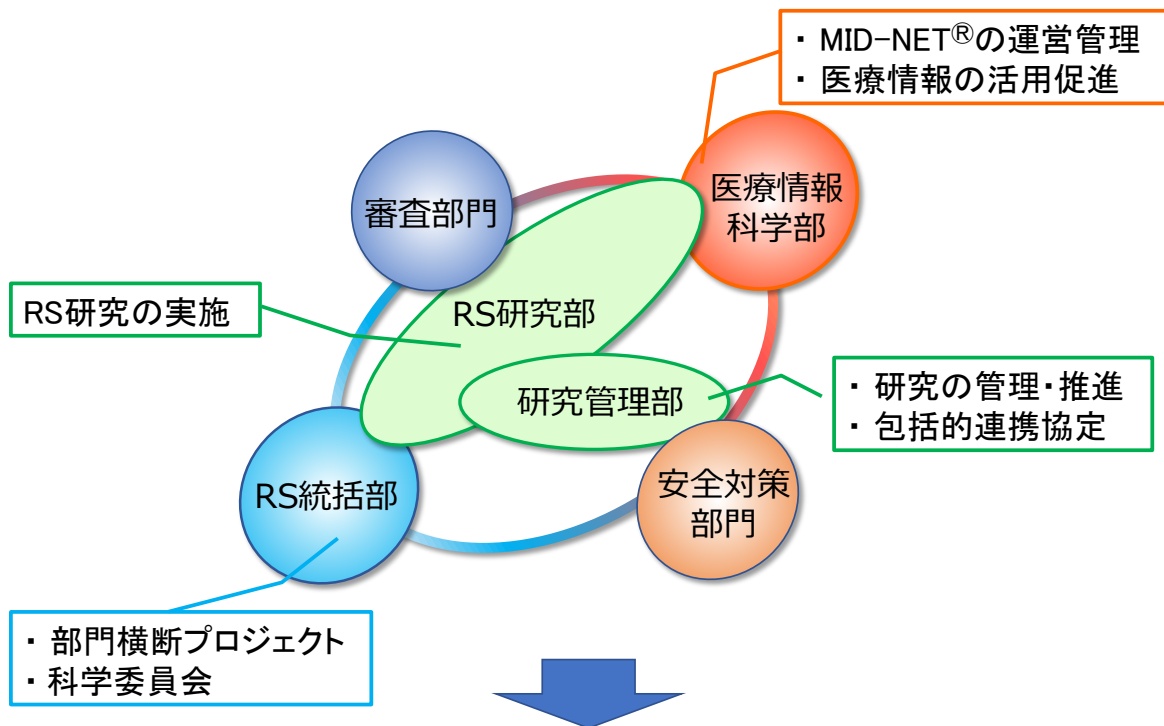 ・ MID-NET®の運営管理
・ 医療情報の活用促進
審査部門
医療情報
科学部
RS研究の実施
RS研究部
研究管理部
・ 研究の管理・推進
・ 包括的連携協定
RS統括部
安全対策
部門
・ 部門横断プロジェクト
・ 科学委員会